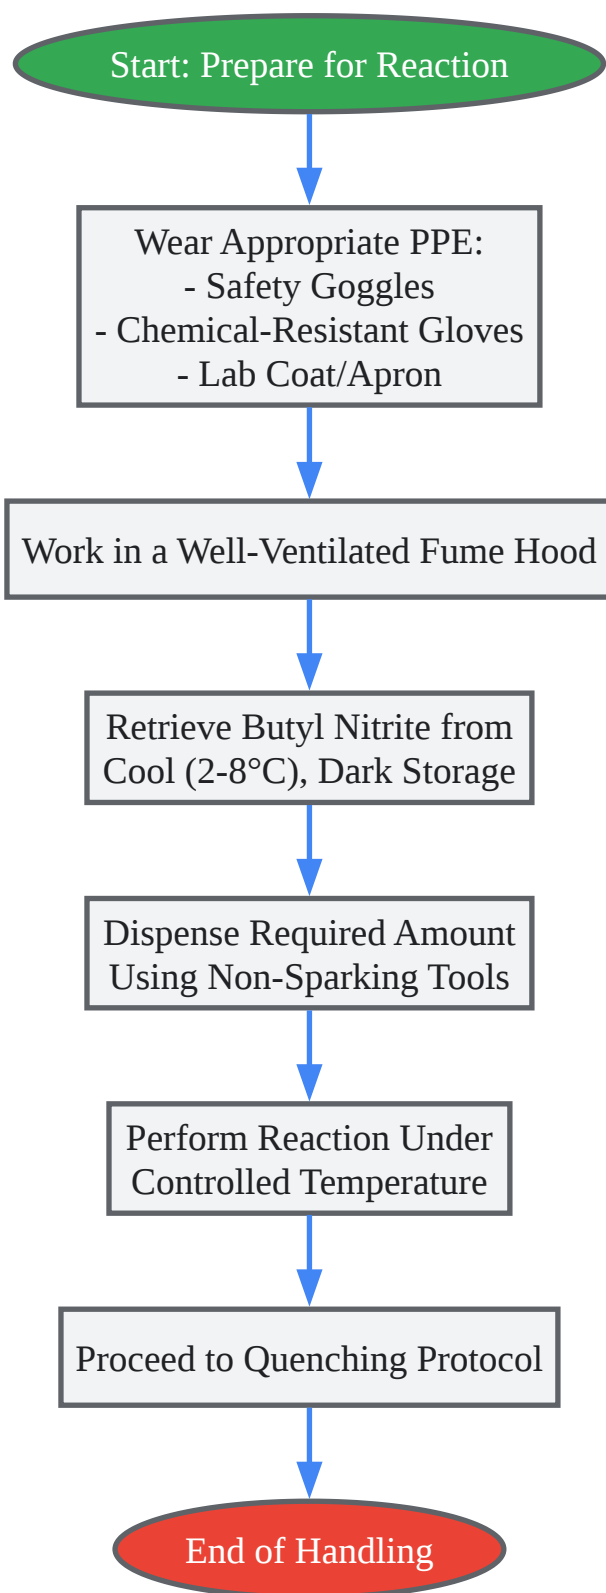 Start: Prepare for Reaction
Wear Appropriate PPE:
- Safety Goggles
- Chemical-Resistant Gloves
- Lab Coat/Apron
Work in a Well-Ventilated Fume Hood
Retrieve Butyl Nitrite from
Cool (2-8°C), Dark Storage
Dispense Required Amount
Using Non-Sparking Tools
Perform Reaction Under
Controlled Temperature
Proceed to Quenching Protocol
End of Handling